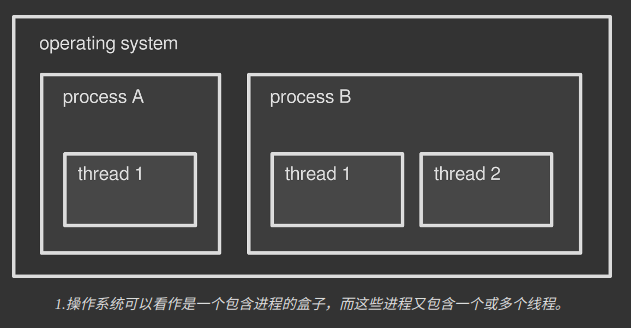 operating system
process A
process B
thread 1
thread 1
thread 2
1.操作系统可以看作是一个包含进程的盒子，而这些进程又包含一个或多个线程。